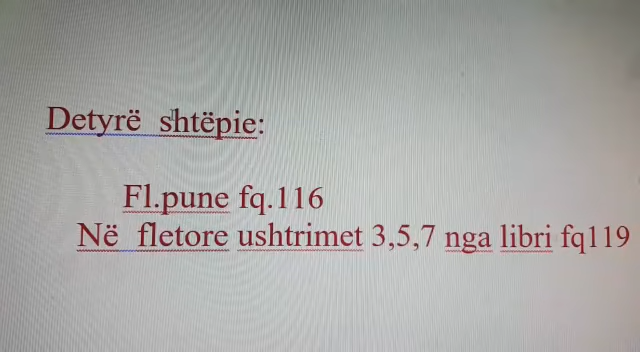 Detyrë shtëpie:
Fl.pune fq.116
Në fletore ushtrimet 3,5,7 nga libri fq119